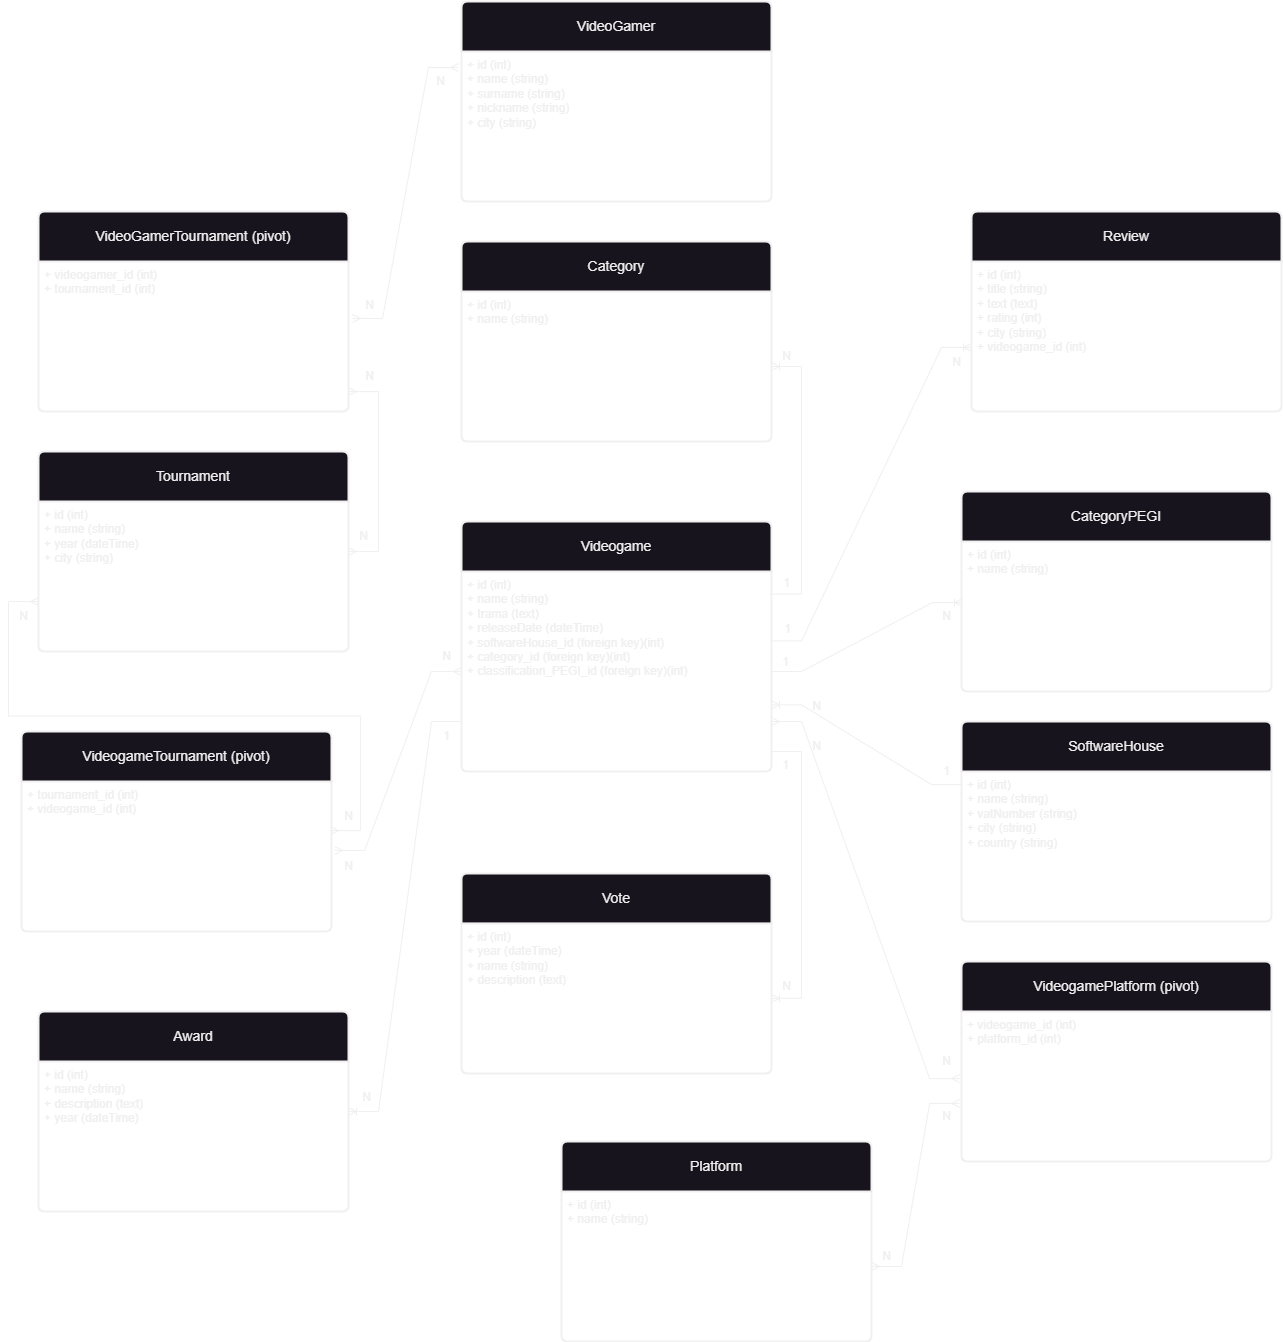 VideoGamer
+ id (int)
+ name (string)
+ surname (string)
+ nickname (string)
+ city (string)
N
VideoGamerTournament (pivot)
+ videogamer_id (int)
+ tournament_id (int)
N
N
Category
+ id (int)
+ name (string)
N
Review
+ id (int)
+ title (string)
+ text (text)
+ rating (int)
+ city (string)
+ videogame_id (int)
N
Tournament
+ id (int)
+ name (string)
+ year (dateTime)
+ city (string)
N
N
Videogame
+ id (int)
+ name (string)
+ trama (text)
+ releaseDate (dateTime)
+ softwareHouse_id (foreign key)(int)
+ category_id (foreign key)(int)
+ classification_PEGI_id (foreign key)(int)
N
1
1
1
1
N
N
1
CategoryPEGI
+ id (int)
+ name (string)
N
SoftwareHouse
+ id (int)
+ name (string)
+ vatNumber (string)
+ city (string)
+ country (string)
1
VideogameTournament (pivot)
+ tournament_id (int)
+ videogame_id (int)
N
N
Vote
+ id (int)
+ year (dateTime)
+ name (string)
+ description (text)
N
VideogamePlatform (pivot)
+ videogame_id (int)
+ platform_id (int)
N
N
Award
+ id (int)
+ name (string)
+ description (text)
+ year (dateTime)
N
Platform
+ id (int)
+ name (string)
N